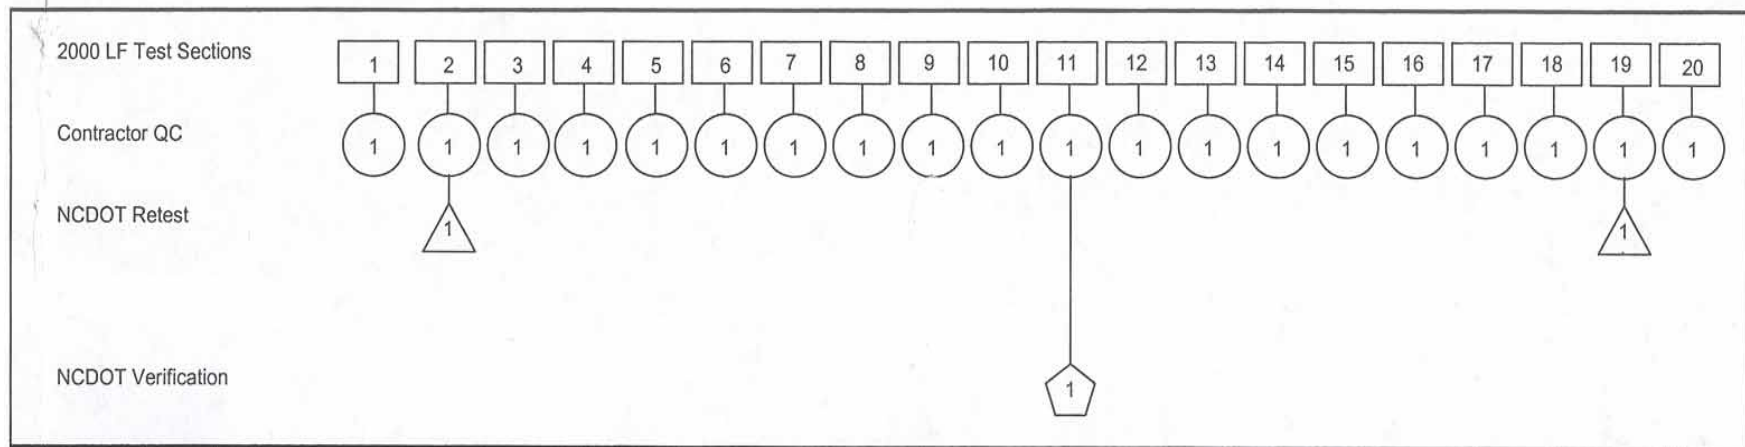 2000 LF Test Sections 1 2 3 4 5 6 7 8 9 10 11 12 13 14 15 16 17 18 19 20
Contractor QC 1 1 1 1 1 1 1 1 1 1 1 1 1 1 1 1 1 1 1 1
NCDOT Retest 1 1
NCDOT Verification 1